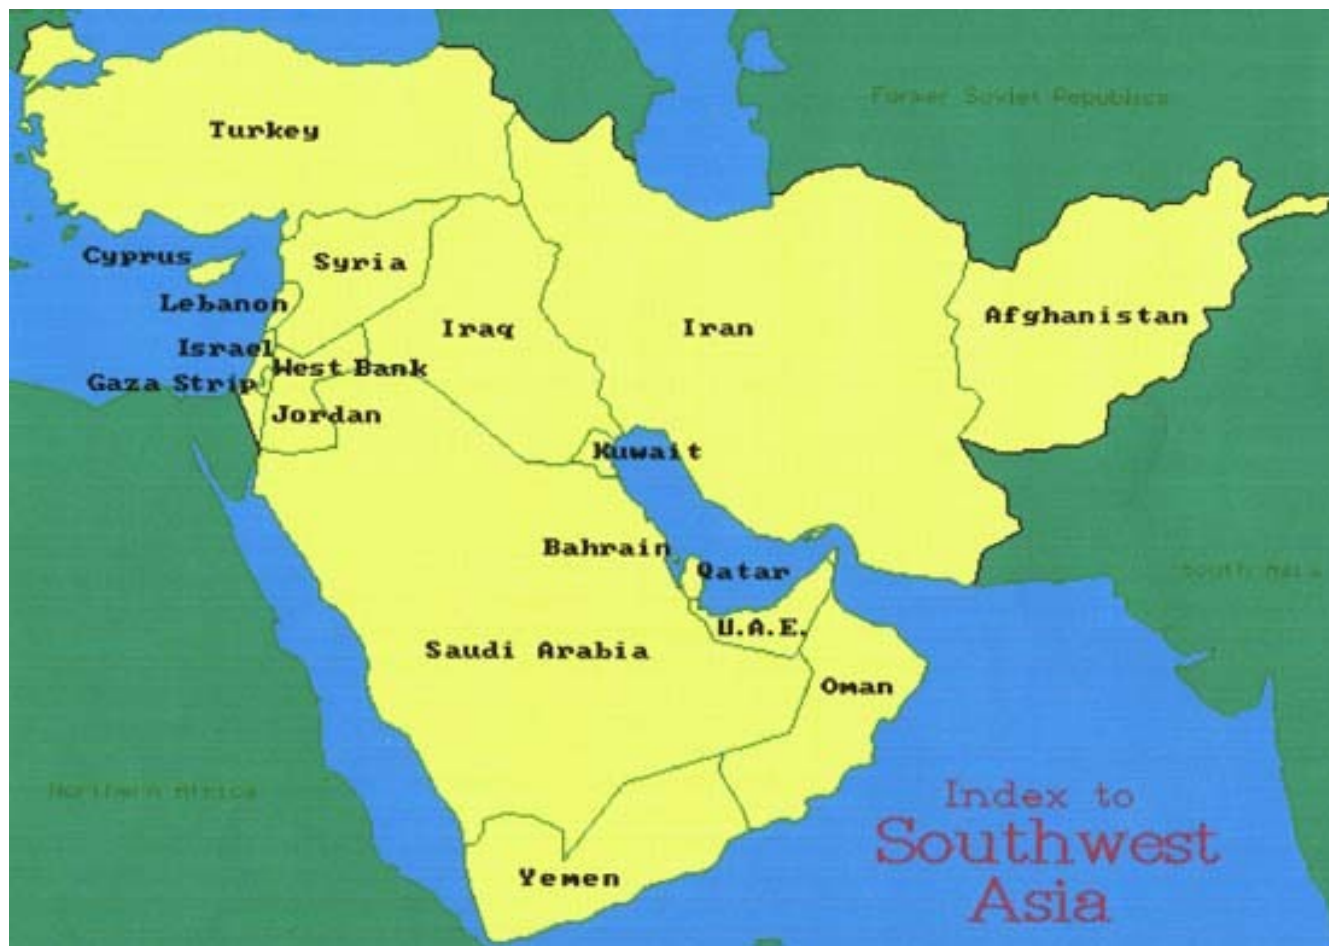 Former Soviet Republics
Turkey
Cyprus
Syria
Lebanon
Iraq
Iran
Afghanistan
Israel
West Bank
Gaza Strip
Jordan
Kuwait
Bahrain
Qatar
South Asia
U.A.E.
Saudi Arabia
Oman
Northern Africa
Yemen
Index to
Southwest
Asia